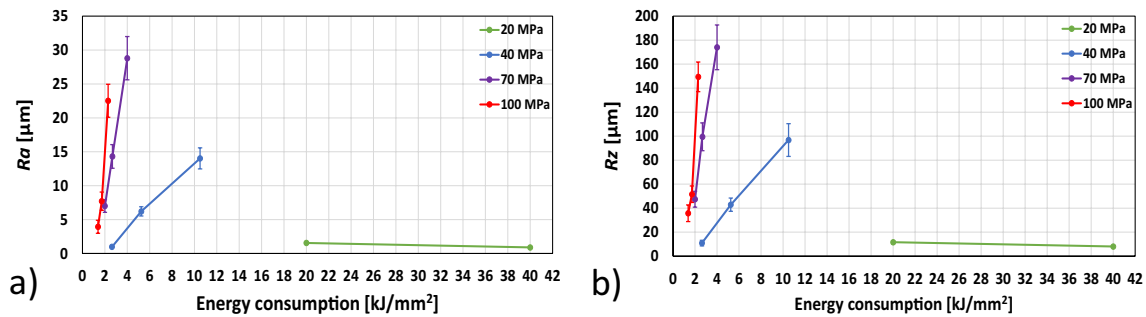 35
30
25
20
15
10
5
0
Ra [µm]
0 2 4 6 8 10 12 14 16 18 20 22 24 26 28 30 32 34 36 38 40 42
Energy consumption [kJ/mm²]
20 MPa
40 MPa
70 MPa
100 MPa
a)
200
180
160
140
120
100
80
60
40
20
0
Rz [µm]
0 2 4 6 8 10 12 14 16 18 20 22 24 26 28 30 32 34 36 38 40 42
Energy consumption [kJ/mm²]
20 MPa
40 MPa
70 MPa
100 MPa
b)